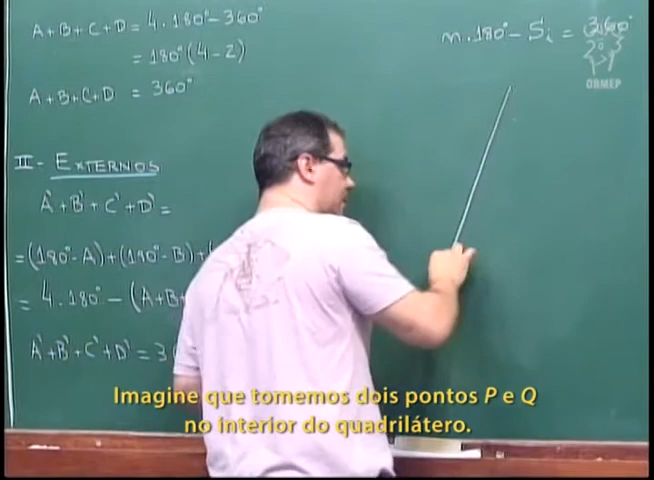 A+B+C+D = 4.180° - 360°
= 180° (4-2)
A+B+C+D = 360°
II - EXTERNOS
A'+B'+C'+D' =
=(180°-A)+(180°-B)+(
= 4.180° - (A+B+
A'+B'+C'+D' = 3
n.180° - Si = 360°
OBMEP
Imagine que tomemos dois pontos P e Q
no interior do quadrilátero.